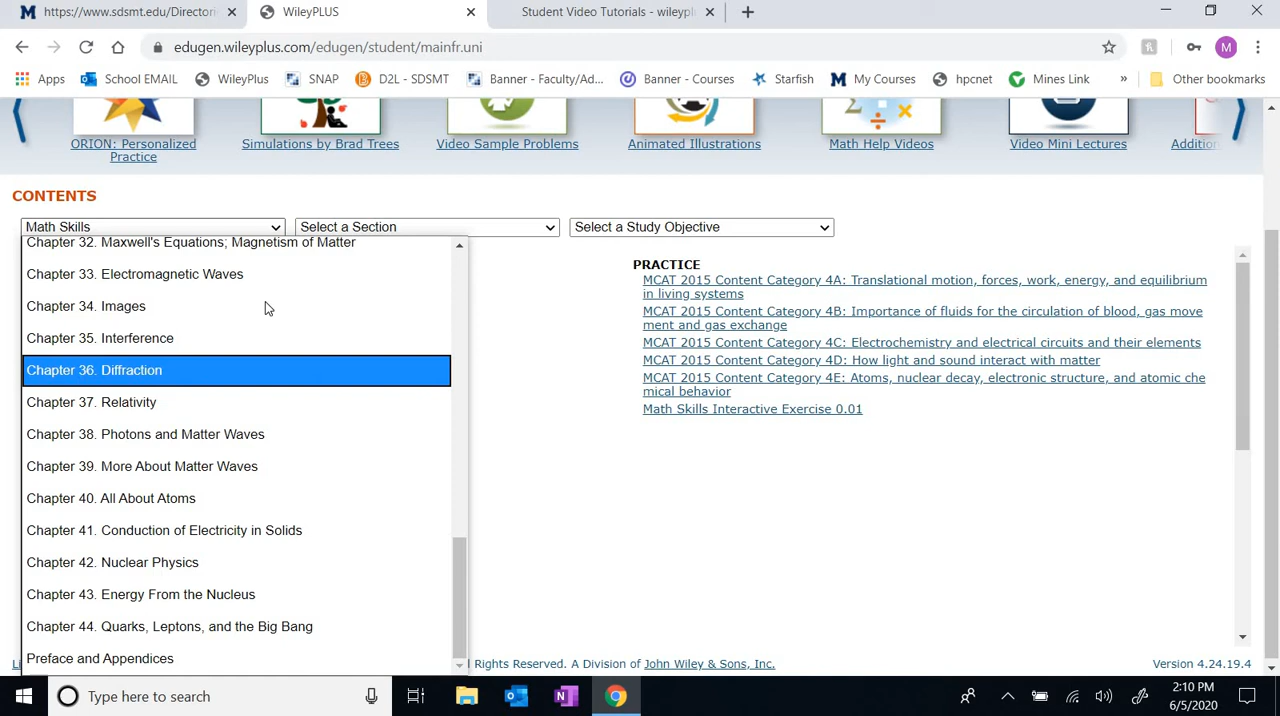 https://www.sdsmt.edu/Directori
WileyPLUS
Student Video Tutorials - wileypl
edugen.wileyplus.com/edugen/student/mainfr.uni
M
Apps
School EMAIL
WileyPlus
SNAP
D2L - SDSMT
Banner - Faculty/Ad...
Banner - Courses
Starfish
My Courses
hpcnet
Mines Link
»
Other bookmarks
ORION: Personalized
Practice
Simulations by Brad Trees
Video Sample Problems
Animated Illustrations
Math Help Videos
Video Mini Lectures
Addition
CONTENTS
Math Skills
Select a Section
Select a Study Objective
Chapter 32. Maxwell's Equations; Magnetism of Matter
Chapter 33. Electromagnetic Waves
Chapter 34. Images
Chapter 35. Interference
Chapter 36. Diffraction
Chapter 37. Relativity
Chapter 38. Photons and Matter Waves
Chapter 39. More About Matter Waves
Chapter 40. All About Atoms
Chapter 41. Conduction of Electricity in Solids
Chapter 42. Nuclear Physics
Chapter 43. Energy From the Nucleus
Chapter 44. Quarks, Leptons, and the Big Bang
Preface and Appendices
PRACTICE
MCAT 2015 Content Category 4A: Translational motion, forces, work, energy, and equilibrium
in living systems
MCAT 2015 Content Category 4B: Importance of fluids for the circulation of blood, gas move
ment and gas exchange
MCAT 2015 Content Category 4C: Electrochemistry and electrical circuits and their elements
MCAT 2015 Content Category 4D: How light and sound interact with matter
MCAT 2015 Content Category 4E: Atoms, nuclear decay, electronic structure, and atomic che
mical behavior
Math Skills Interactive Exercise 0.01
Rights Reserved. A Division of John Wiley & Sons, Inc.
Version 4.24.19.4
Type here to search
2:10 PM
6/5/2020